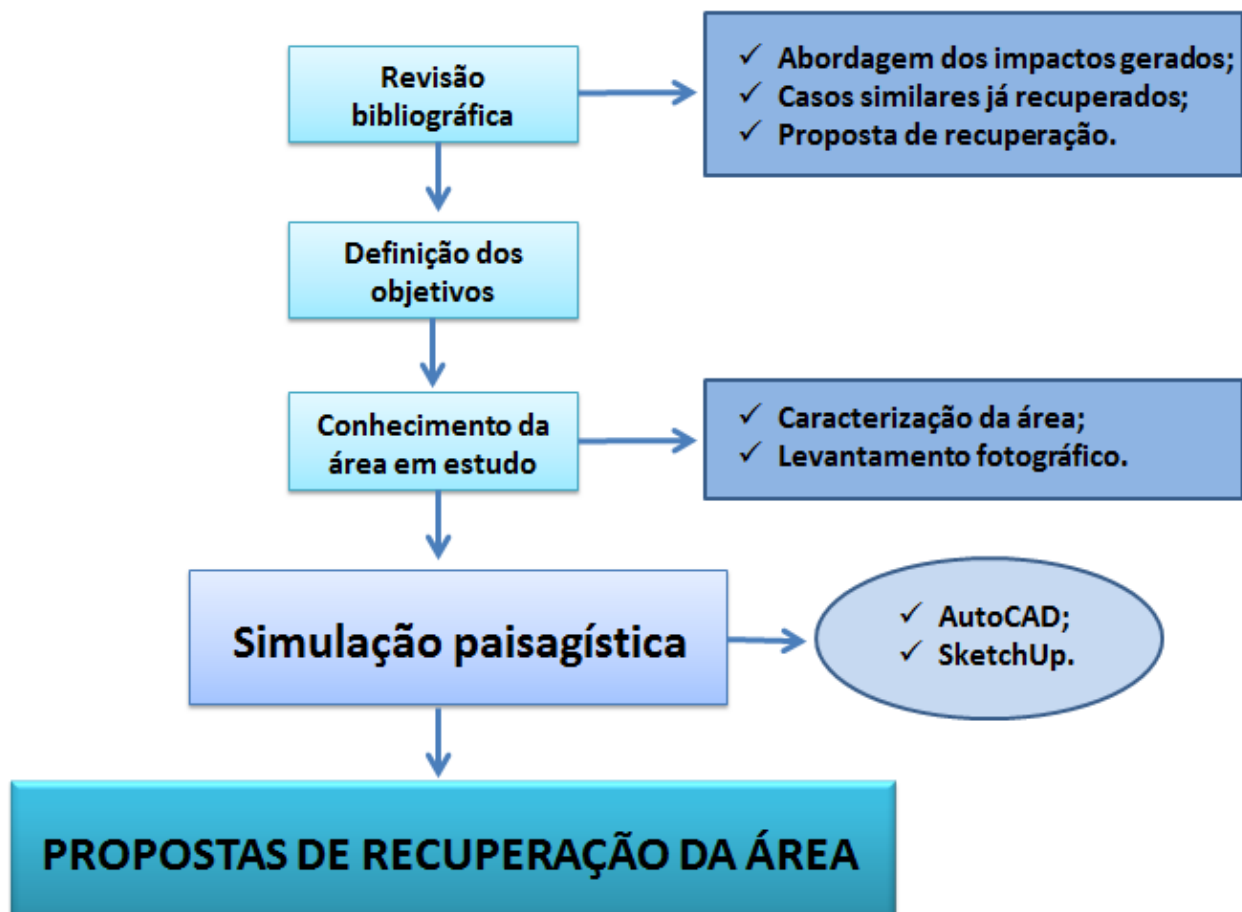 Revisão
bibliográfica
✓ Abordagem dos impactos gerados;
✓ Casos similares já recuperados;
✓ Proposta de recuperação.
Definição dos
objetivos
Conhecimento da
área em estudo
✓ Caracterização da área;
✓ Levantamento fotográfico.
Simulação paisagística
✓ AutoCAD;
✓ SketchUp.
PROPOSTAS DE RECUPERAÇÃO DA ÁREA